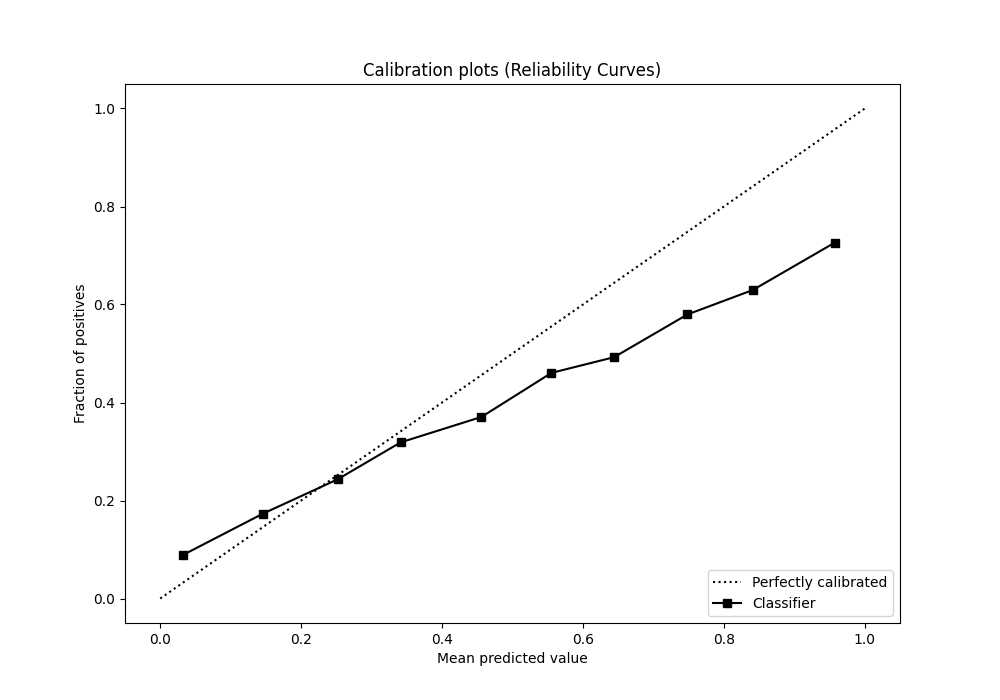 Calibration plots (Reliability Curves)
1.0
0.8
0.6
0.4
0.2
0.0
Fraction of positives
Perfectly calibrated
Classifier
0.0 0.2 0.4 0.6 0.8 1.0
Mean predicted value